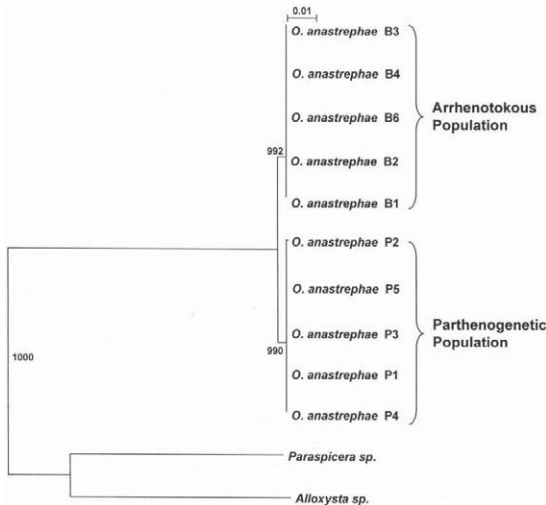 0.01
O. anastrephae B3
O. anastrephae B4
O. anastrephae B6
O. anastrephae B2
O. anastrephae B1
Arrhenotokous
Population
992
O. anastrephae P2
O. anastrephae P5
O. anastrephae P3
O. anastrephae P1
O. anastrephae P4
Parthenogenetic
Population
990
1000
Paraspicera sp.
Alloxysta sp.